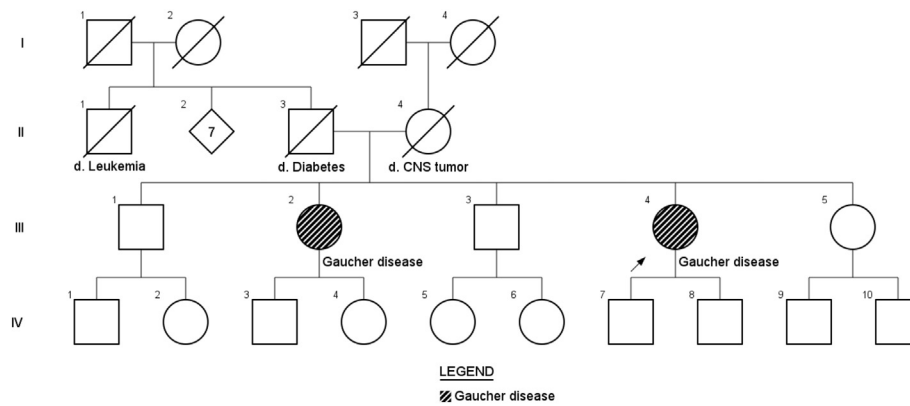 1 2 3 4
I
1 2 3 4
II 7
d. Leukemia d. Diabetes d. CNS tumor
1 2 3 4 5
III
Gaucher disease Gaucher disease
1 2 3 4 5 6 7 8 9 10
IV
LEGEND
Gaucher disease